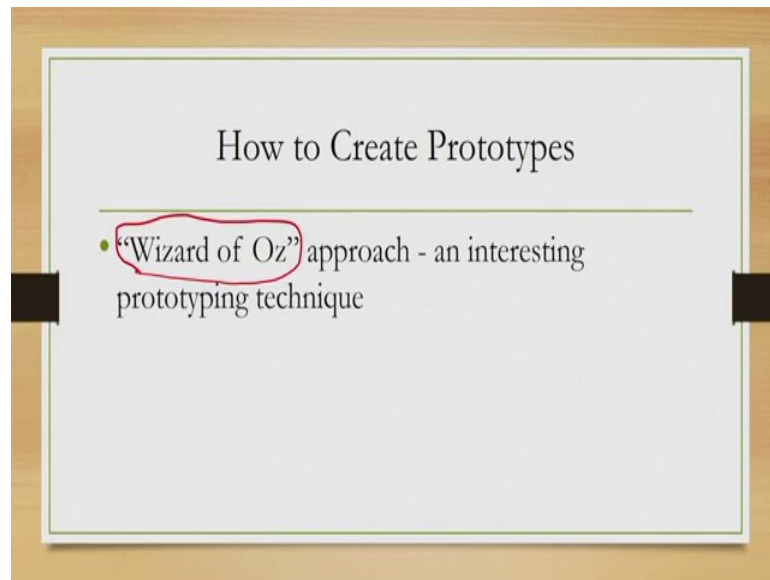 How to Create Prototypes
• “Wizard of Oz” approach - an interesting
prototyping technique